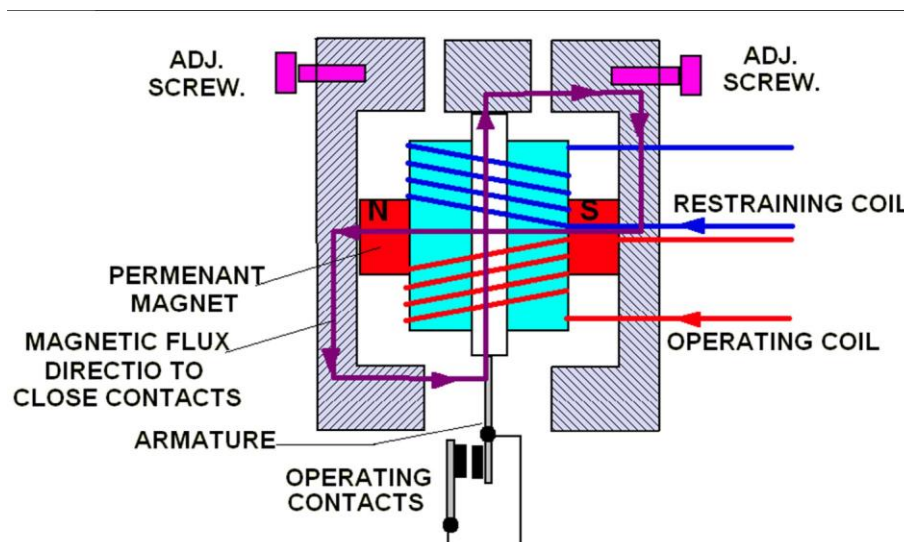 ADJ.
SCREW.
ADJ.
SCREW.
N
S
RESTRAINING COIL
PERMENANT
MAGNET
MAGNETIC FLUX
DIRECTIO TO
CLOSE CONTACTS
OPERATING COIL
ARMATURE
OPERATING
CONTACTS